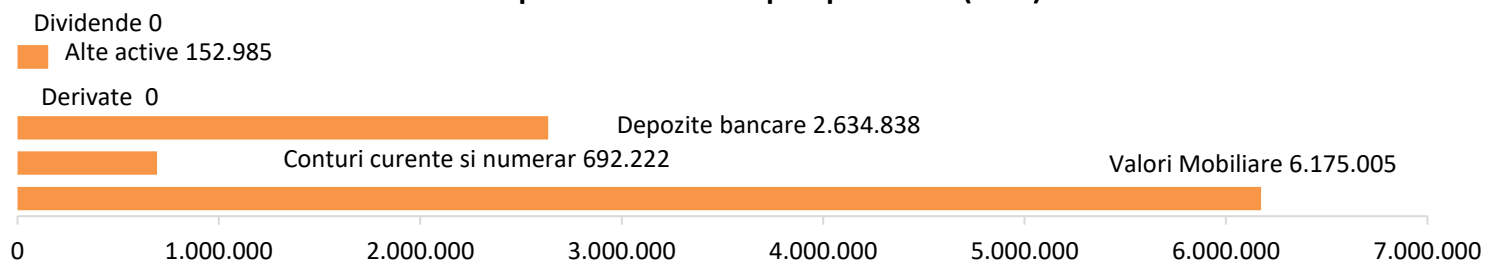 Dividende 0
Alte active 152.985
Derivate 0
Depozite bancare 2.634.838
Conturi curente si numerar 692.222
Valori Mobiliare 6.175.005
0 1.000.000 2.000.000 3.000.000 4.000.000 5.000.000 6.000.000 7.000.000